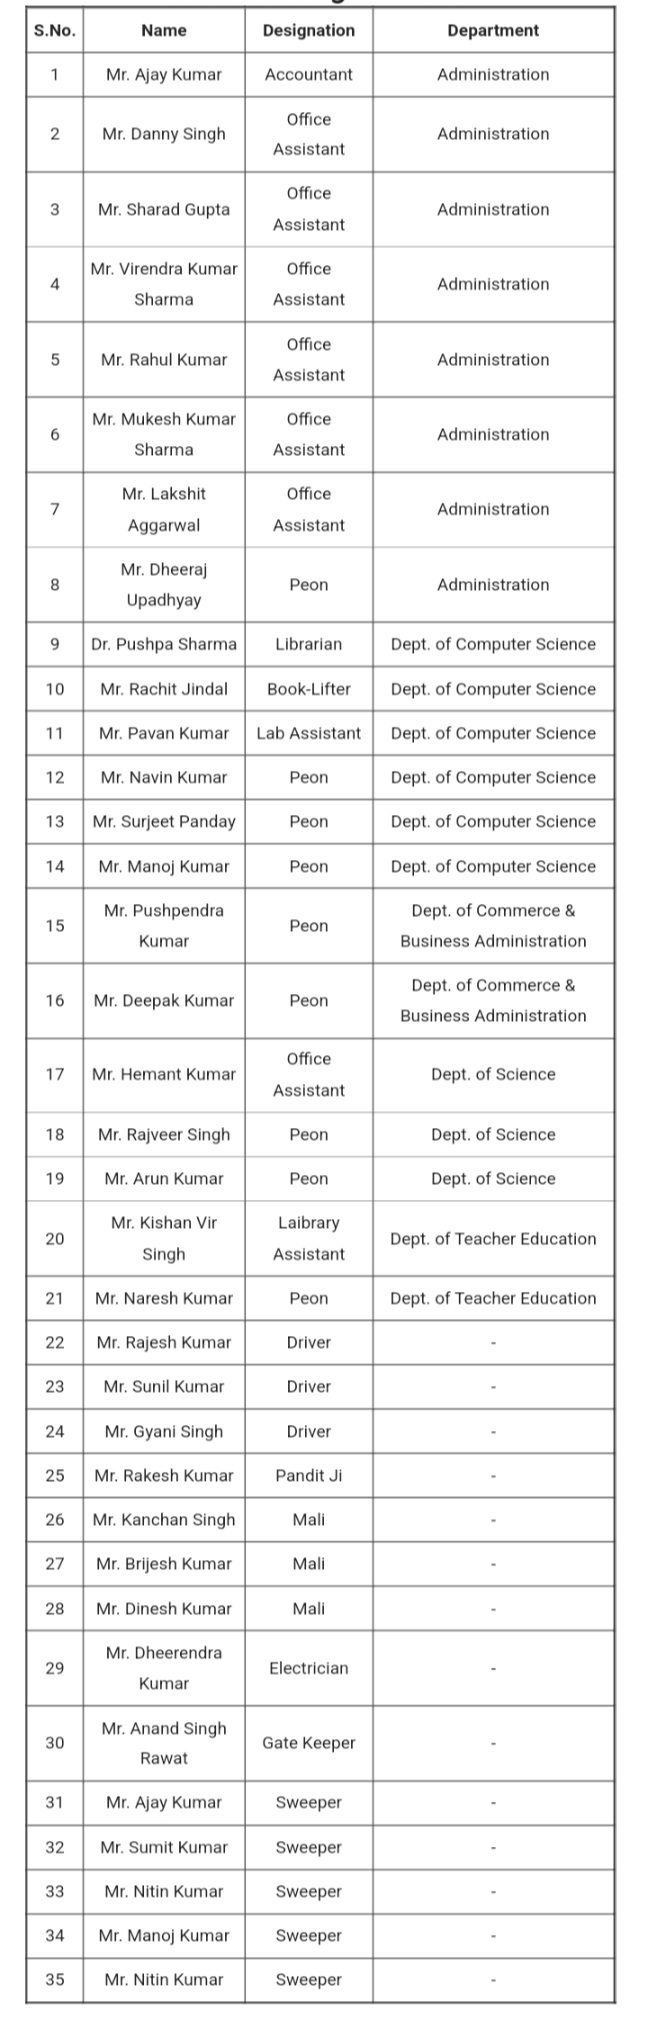 S.No. Name Designation Department
1 Mr. Ajay Kumar Accountant Administration
2 Mr. Danny Singh Office Assistant Administration
3 Mr. Sharad Gupta Office Assistant Administration
4 Mr. Virendra Kumar Sharma Office Assistant Administration
5 Mr. Rahul Kumar Office Assistant Administration
6 Mr. Mukesh Kumar Sharma Office Assistant Administration
7 Mr. Lakshit Aggarwal Office Assistant Administration
8 Mr. Dheeraj Upadhyay Peon Administration
9 Dr. Pushpa Sharma Librarian Dept. of Computer Science
10 Mr. Rachit Jindal Book-Lifter Dept. of Computer Science
11 Mr. Pavan Kumar Lab Assistant Dept. of Computer Science
12 Mr. Navin Kumar Peon Dept. of Computer Science
13 Mr. Surjeet Panday Peon Dept. of Computer Science
14 Mr. Manoj Kumar Peon Dept. of Computer Science
15 Mr. Pushpendra Kumar Peon Dept. of Commerce & Business Administration
16 Mr. Deepak Kumar Peon Dept. of Commerce & Business Administration
17 Mr. Hemant Kumar Office Assistant Dept. of Science
18 Mr. Rajveer Singh Peon Dept. of Science
19 Mr. Arun Kumar Peon Dept. of Science
20 Mr. Kishan Vir Singh Laibrary Assistant Dept. of Teacher Education
21 Mr. Naresh Kumar Peon Dept. of Teacher Education
22 Mr. Rajesh Kumar Driver -
23 Mr. Sunil Kumar Driver -
24 Mr. Gyani Singh Driver -
25 Mr. Rakesh Kumar Pandit Ji -
26 Mr. Kanchan Singh Mali -
27 Mr. Brijesh Kumar Mali -
28 Mr. Dinesh Kumar Mali -
29 Mr. Dheerendra Kumar Electrician -
30 Mr. Anand Singh Rawat Gate Keeper -
31 Mr. Ajay Kumar Sweeper -
32 Mr. Sumit Kumar Sweeper -
33 Mr. Nitin Kumar Sweeper -
34 Mr. Manoj Kumar Sweeper -
35 Mr. Nitin Kumar Sweeper -